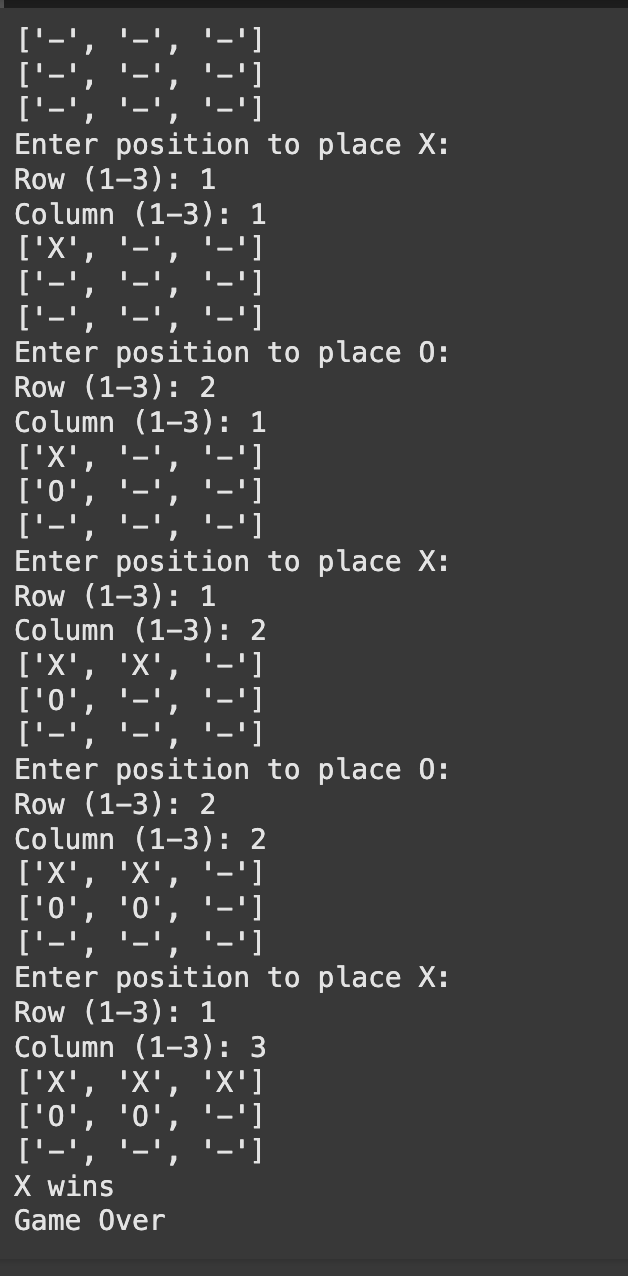 ['-', '-', '-']
['-', '-', '-']
['-', '-', '-']
Enter position to place X:
Row (1-3): 1
Column (1-3): 1
['X', '-', '-']
['-', '-', '-']
['-', '-', '-']
Enter position to place O:
Row (1-3): 2
Column (1-3): 1
['X', '-', '-']
['O', '-', '-']
['-', '-', '-']
Enter position to place X:
Row (1-3): 1
Column (1-3): 2
['X', 'X', '-']
['O', '-', '-']
['-', '-', '-']
Enter position to place O:
Row (1-3): 2
Column (1-3): 2
['X', 'X', '-']
['O', 'O', '-']
['-', '-', '-']
Enter position to place X:
Row (1-3): 1
Column (1-3): 3
['X', 'X', 'X']
['O', 'O', '-']
['-', '-', '-']
X wins
Game Over